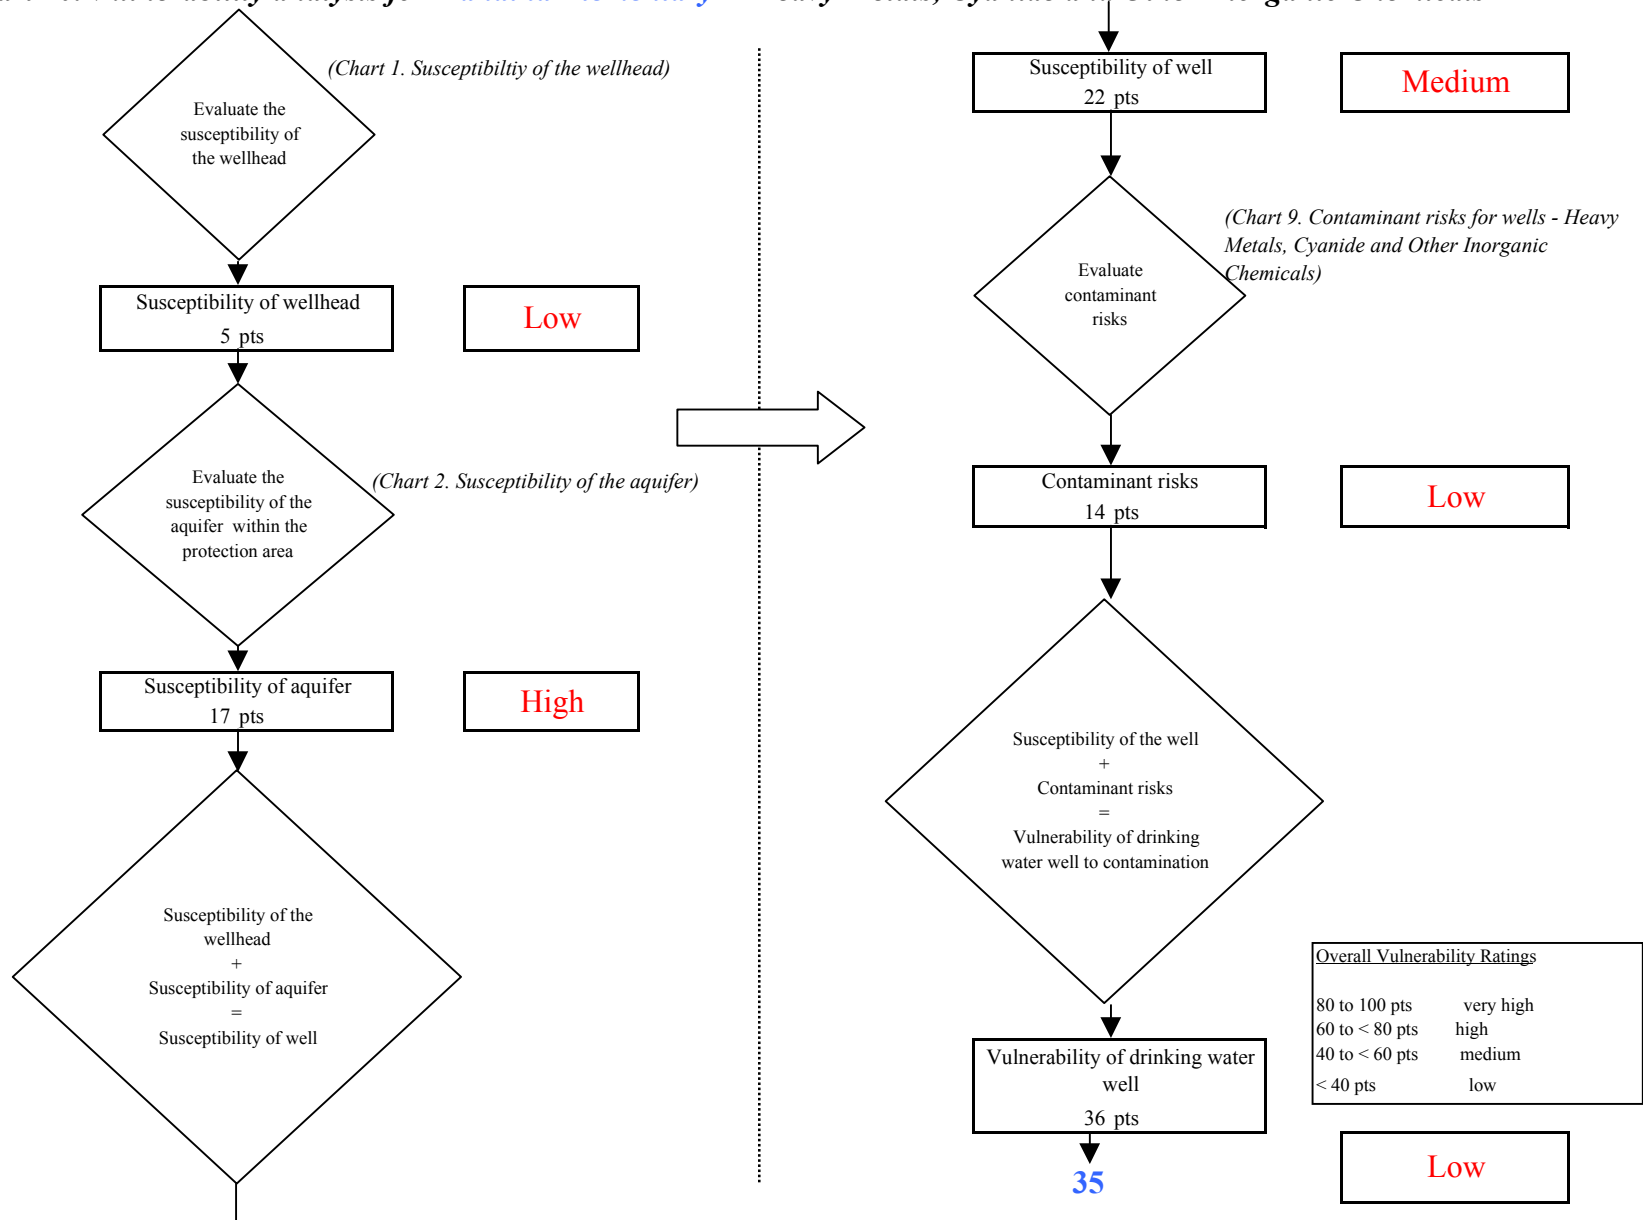 (Chart 1. Susceptibiltiy of the wellhead)
Evaluate the
susceptibility of
the wellhead
Susceptibility of wellhead
5 pts
Low
Evaluate the
susceptibility of the
aquifer within the
protection area
(Chart 2. Susceptibility of the aquifer)
Susceptibility of aquifer
17 pts
High
Susceptibility of the
wellhead
+
Susceptibility of aquifer
=
Susceptibility of well
Susceptibility of well
22 pts
Medium
(Chart 9. Contaminant risks for wells - Heavy
Metals, Cyanide and Other Inorganic
Chemicals)
Evaluate
contaminant
risks
Contaminant risks
14 pts
Low
Susceptibility of the well
+
Contaminant risks
=
Vulnerability of drinking
water well to contamination
Overall Vulnerability Ratings
80 to 100 pts very high
60 to < 80 pts high
40 to < 60 pts medium
< 40 pts low
Vulnerability of drinking water
well
36 pts
35
Low